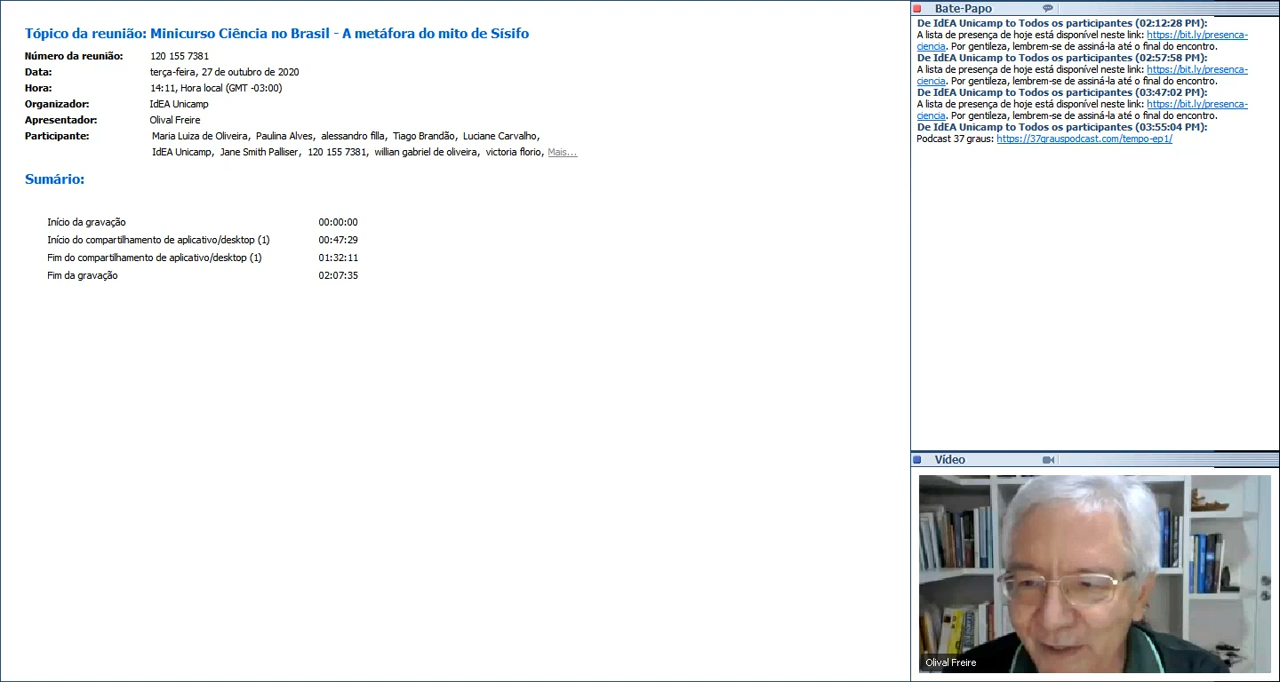 Tópico da reunião: Minicurso Ciência no Brasil - A metáfora do mito de Sísifo
Número da reunião: 120 155 7381
Data: terça-feira, 27 de outubro de 2020
Hora: 14:11, Hora local (GMT -03:00)
Organizador: IdEA Unicamp
Apresentador: Olival Freire
Participante: Maria Luiza de Oliveira, Paulina Alves, alessandro filla, Tiago Brandão, Luciane Carvalho,
IdEA Unicamp, Jane Smith Palliser, 120 155 7381, willian gabriel de oliveira, victoria florio, Mais...
Sumário:
Início da gravação 00:00:00
Início do compartilhamento de aplicativo/desktop (1) 00:47:29
Fim do compartilhamento de aplicativo/desktop (1) 01:32:11
Fim da gravação 02:07:35
Bate-Papo
De IdEA Unicamp to Todos os participantes (02:12:28 PM):
A lista de presença de hoje está disponível neste link: https://bit.ly/presenca-
ciencia. Por gentileza, lembrem-se de assiná-la até o final do encontro.
De IdEA Unicamp to Todos os participantes (02:57:58 PM):
A lista de presença de hoje está disponível neste link: https://bit.ly/presenca-
ciencia. Por gentileza, lembrem-se de assiná-la até o final do encontro.
De IdEA Unicamp to Todos os participantes (03:47:02 PM):
A lista de presença de hoje está disponível neste link: https://bit.ly/presenca-
ciencia. Por gentileza, lembrem-se de assiná-la até o final do encontro.
De IdEA Unicamp to Todos os participantes (03:55:04 PM):
Podcast 37 graus: https://37grauspodcast.com/tempo-ep1/
Vídeo
Olival Freire